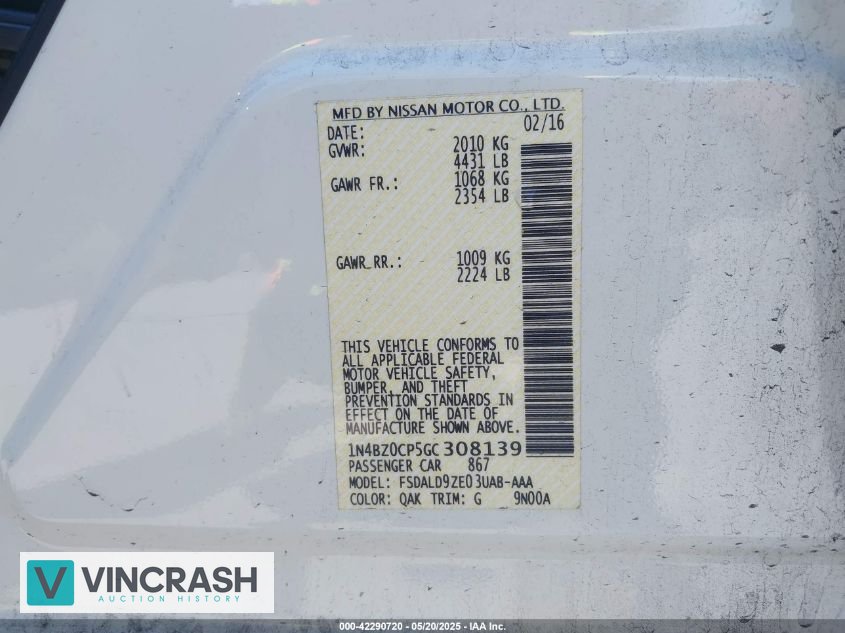 MFD BY NISSAN MOTOR CO., LTD.
DATE: 02/16
GVWR: 2010 KG
4431 LB
GAWR FR.: 1068 KG
2354 LB
GAWR RR.: 1009 KG
2224 LB
THIS VEHICLE CONFORMS TO
ALL APPLICABLE FEDERAL
MOTOR VEHICLE SAFETY,
BUMPER, AND THEFT
PREVENTION STANDARDS IN
EFFECT ON THE DATE OF
MANUFACTURE SHOWN ABOVE.
1N4BZ0CP5GC308139
PASSENGER CAR 867
MODEL: FSDALD9ZE03UAB-AAA
COLOR: QAK TRIM: G 9N00A
VINCRASH
AUCTION HISTORY
000-42290720 — 05/20/2025 — IAA Inc.